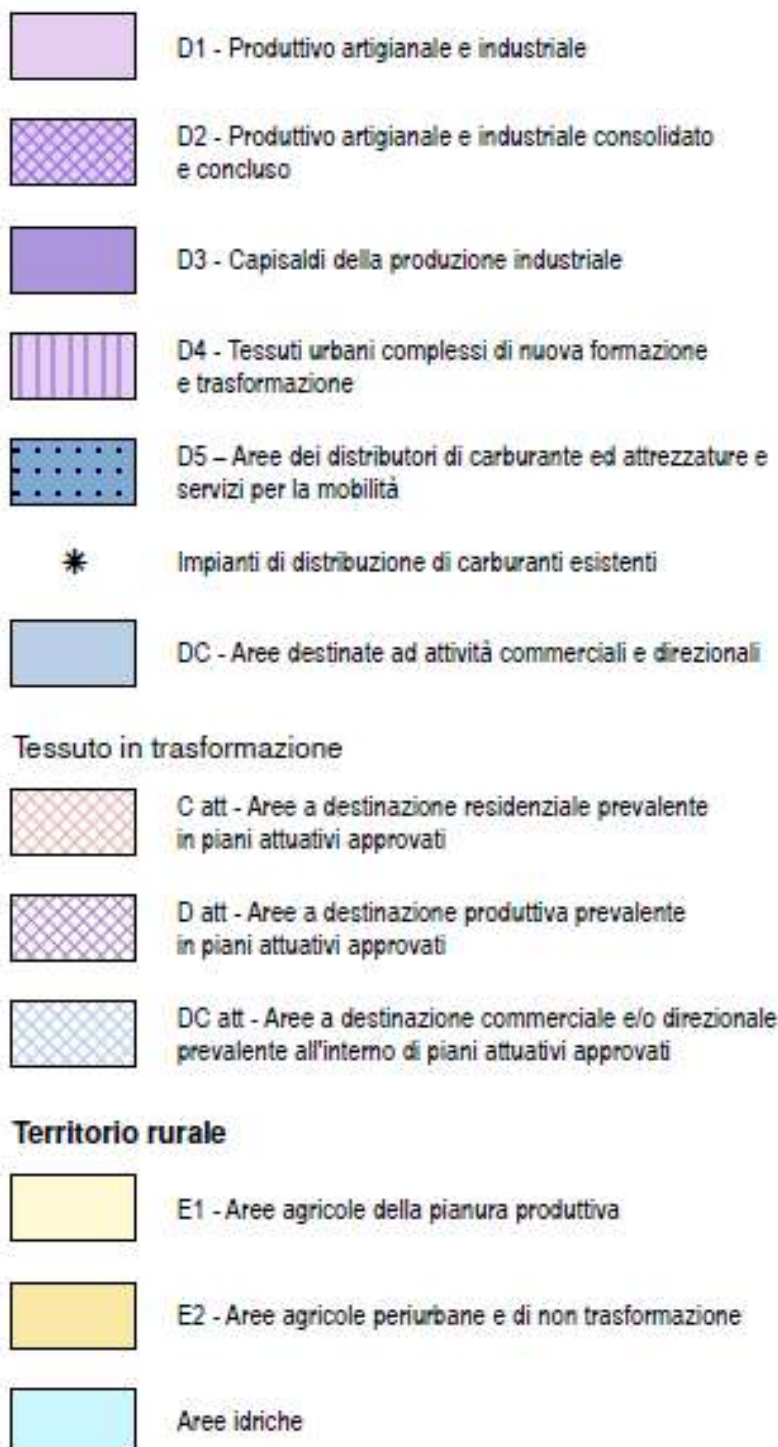 D1 - Produttivo artigianale e industriale
D2 - Produttivo artigianale e industriale consolidato
e concluso
D3 - Capisaldi della produzione industriale
D4 - Tessuti urbani complessi di nuova formazione
e trasformazione
D5 – Aree dei distributori di carburante ed attrezzature e
servizi per la mobilità
Impianti di distribuzione di carburanti esistenti
DC - Aree destinate ad attività commerciali e direzionali
Tessuto in trasformazione
C att - Aree a destinazione residenziale prevalente
in piani attuativi approvati
D att - Aree a destinazione produttiva prevalente
in piani attuativi approvati
DC att - Aree a destinazione commerciale e/o direzionale
prevalente all'interno di piani attuativi approvati
Territorio rurale
E1 - Aree agricole della pianura produttiva
E2 - Aree agricole periurbane e di non trasformazione
Aree idriche